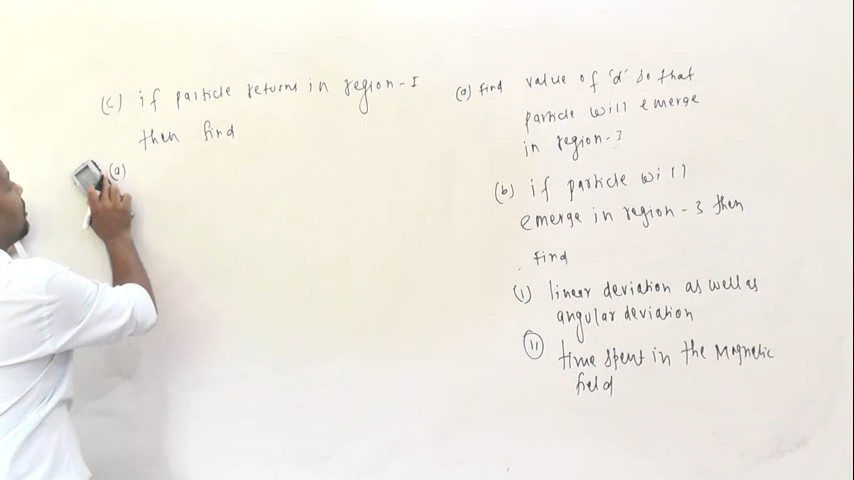 (c) if particle returns in region-I
then find
(a)
(a) find value of 'd' so that
particle will emerge
in region-3
(b) if particle will
emerge in region-3 then
find
(i) linear deviation as well as
angular deviation
(ii) time spent in the Magnetic
field